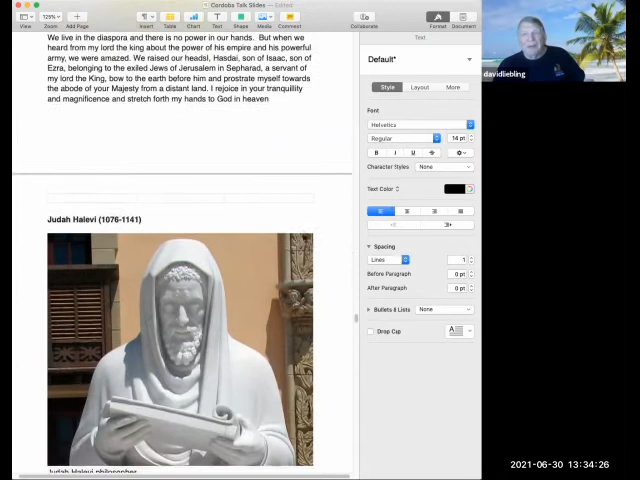 Cordoba Talk Slides — Edited
125%
View Zoom Add Page Insert Table Chart Text Shape Media Comment Collaborate Format Document
We live in the diaspora and there is no power in our hands.  But when we
heard from my lord the king about the power of his empire and his powerful
army, we were amazed. We raised our headsI, Hasdai, son of Isaac, son of
Ezra, belonging to the exiled Jews of Jerusalem in Sepharad, a servant of
my lord the King, bow to the earth before him and prostrate myself towards
the abode of your Majesty from a distant land. I rejoice in your tranquillity
and magnificence and stretch forth my hands to God in heaven
Judah Halevi (1076-1141)
Judah Halevi philosopher
Text
Default*
Style Layout More
Font
Helvetica
Regular 14 pt
B I U S
Character Styles None
Text Color
Spacing
Lines 1
Before Paragraph 0 pt
After Paragraph 0 pt
Bullets & Lists None
Drop Cap A
davidliebling
2021-06-30 13:34:26